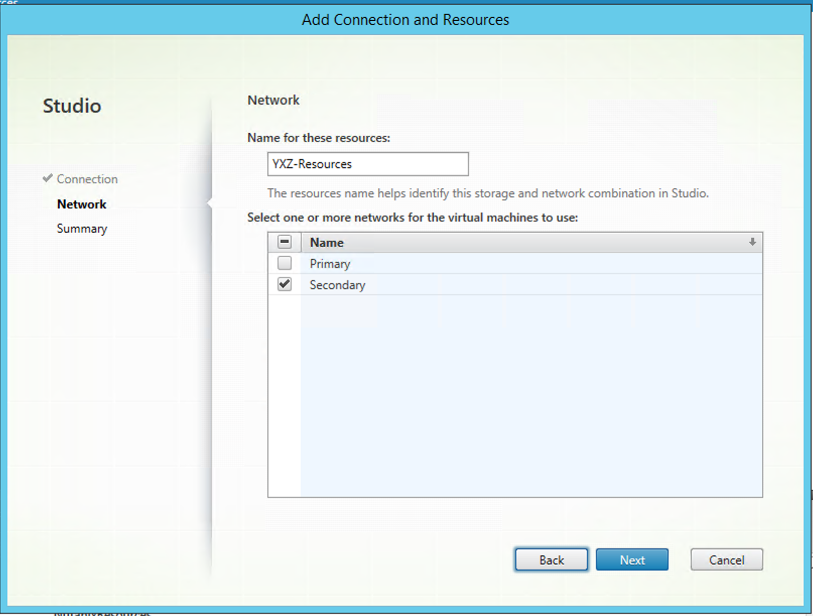 Add Connection and Resources
Studio
Connection
Network
Summary
Network
Name for these resources:
YXZ-Resources
The resources name helps identify this storage and network combination in Studio.
Select one or more networks for the virtual machines to use:
Name
Primary
Secondary
Back
Next
Cancel